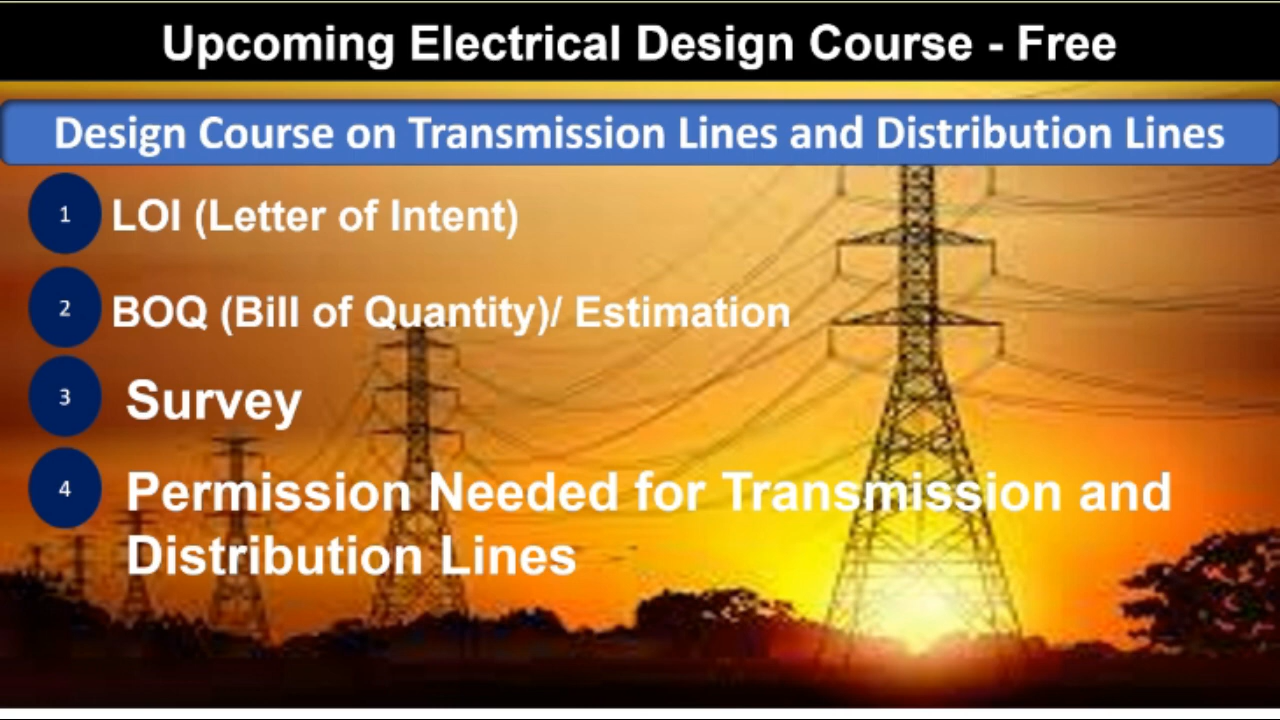 Upcoming Electrical Design Course - Free
Design Course on Transmission Lines and Distribution Lines
1 LOI (Letter of Intent)
2 BOQ (Bill of Quantity)/ Estimation
3 Survey
4 Permission Needed for Transmission and
Distribution Lines